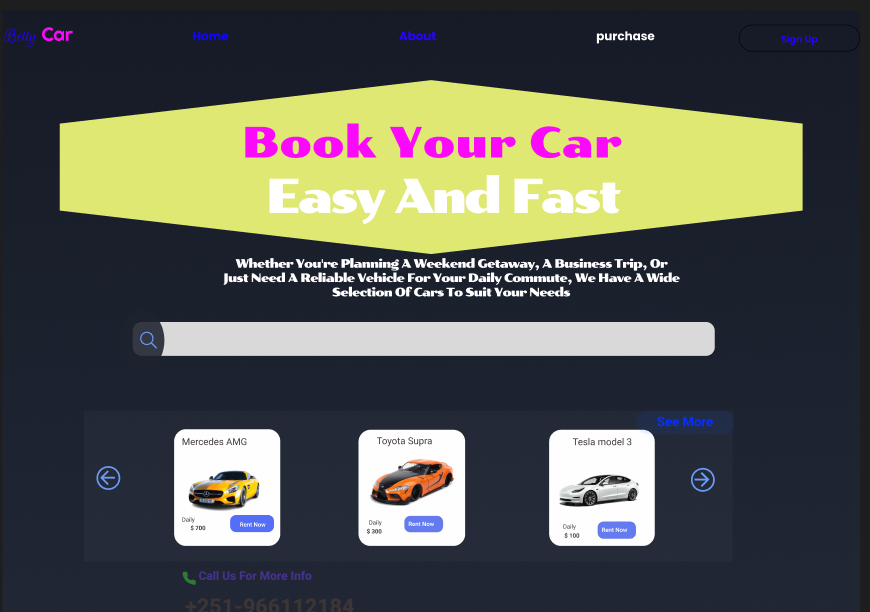 Belly Car
Home
About
purchase
Sign Up
Book Your Car
Easy And Fast
Whether You're Planning A Weekend Getaway, A Business Trip, Or
Just Need A Reliable Vehicle For Your Daily Commute, We Have A Wide
Selection Of Cars To Suit Your Needs
See More
Mercedes AMG
Daily
$ 700
Rent Now
Toyota Supra
Daily
$ 300
Rent Now
Tesla model 3
Daily
$ 100
Rent Now
Call Us For More Info
+251-966112184